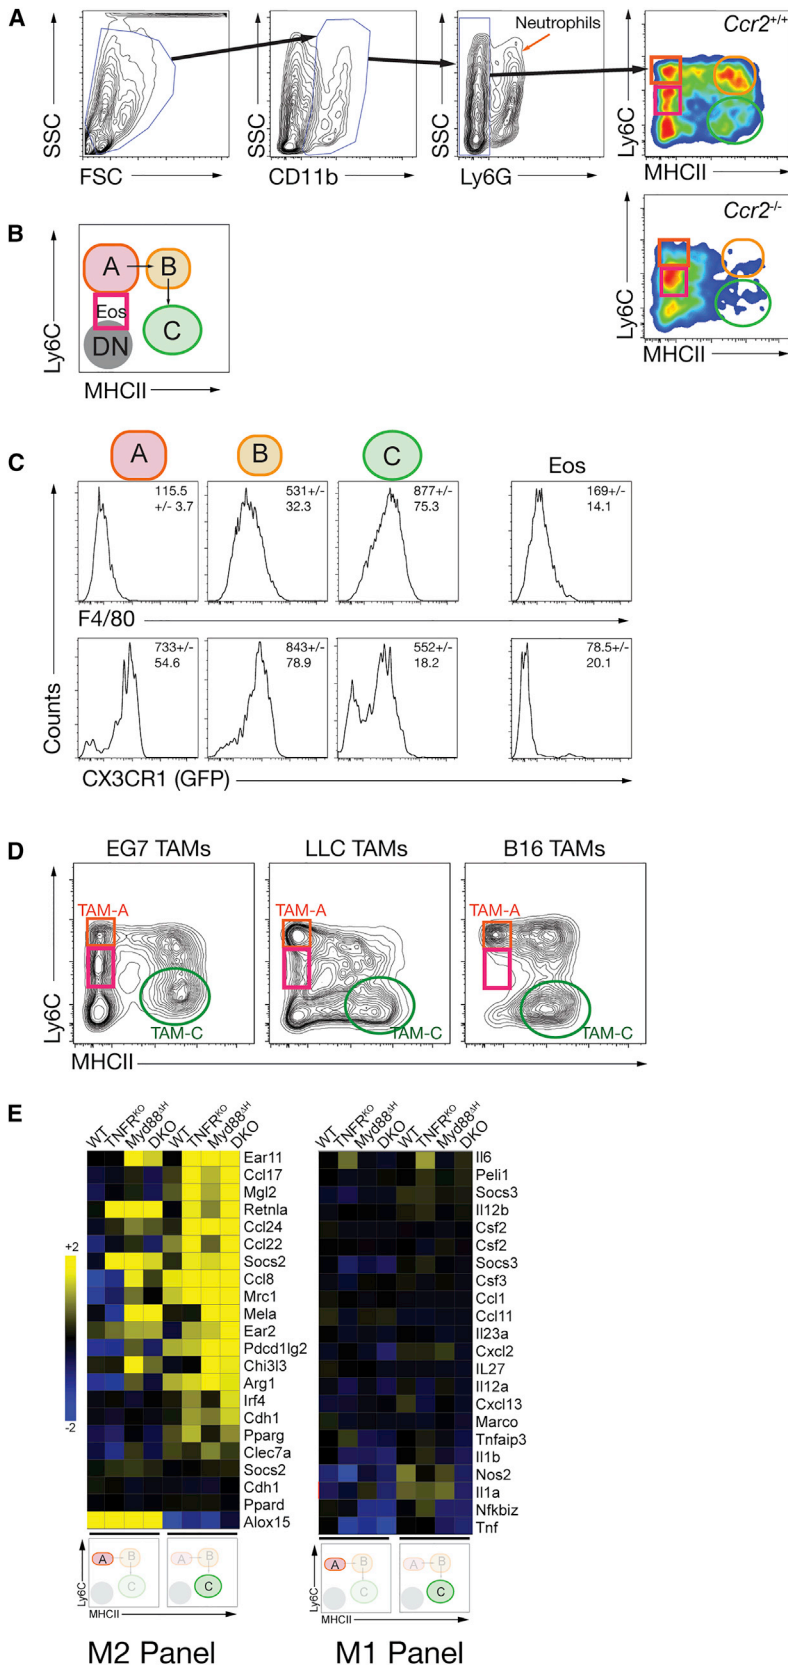 A
SSC
FSC
SSC
CD11b
SSC
Ly6G
Neutrophils
Ccr2+/+
Ly6C
MHCII
Ccr2-/-
Ly6C
MHCII
B
Ly6C
A
B
Eos
C
DN
MHCII
C
A
B
C
Eos
115.5
+/- 3.7
531+/-
32.3
877+/-
75.3
169+/-
14.1
F4/80
733+/-
54.6
843+/-
78.9
552+/-
18.2
78.5+/-
20.1
Counts
CX3CR1 (GFP)
D
EG7 TAMs
LLC TAMs
B16 TAMs
TAM-A
TAM-A
TAM-A
TAM-C
TAM-C
TAM-C
Ly6C
MHCII
E
WT
TNFRKO
Myd88ΔH
DKO
WT
TNFRKO
Myd88ΔH
DKO
Ear11
Ccl17
Mgl2
Retnla
Ccl24
Ccl22
Socs2
Ccl8
Mrc1
Mela
Ear2
Pdcd1lg2
Chi3l3
Arg1
Irf4
Cdh1
Pparg
Clec7a
Socs2
Cdh1
Ppard
Alox15
+2
-2
A
B
C
A
B
C
Ly6C
MHCII
M2 Panel
WT
TNFRKO
Myd88ΔH
DKO
WT
TNFRKO
Myd88ΔH
DKO
Il6
Peli1
Socs3
Il12b
Csf2
Csf2
Socs3
Csf3
Ccl1
Ccl11
Il23a
Cxcl2
IL27
Il12a
Cxcl13
Marco
Tnfaip3
Il1b
Nos2
Il1a
Nfkbiz
Tnf
A
B
C
A
B
C
Ly6C
MHCII
M1 Panel